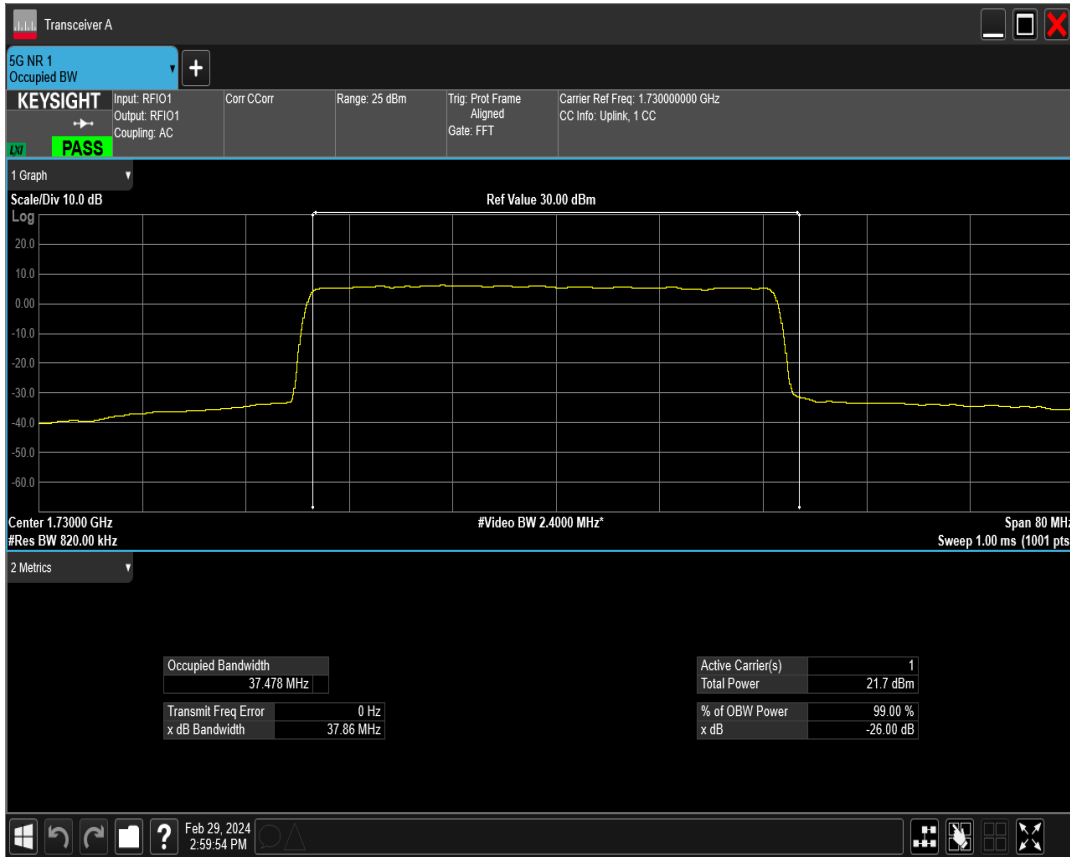 Transceiver A
5G NR 1
Occupied BW
+
KEYSIGHT
LXI
PASS
Input: RFIO1
Output: RFIO1
Coupling: AC
Corr CCorr
Range: 25 dBm
Trig: Prot Frame
Aligned
Gate: FFT
Carrier Ref Freq: 1.730000000 GHz
CC Info: Uplink, 1 CC
1 Graph
Scale/Div 10.0 dB
Ref Value 30.00 dBm
Log
20.0
10.0
0.00
-10.0
-20.0
-30.0
-40.0
-50.0
-60.0
Center 1.73000 GHz
#Video BW 2.4000 MHz*
Span 80 MHz
#Res BW 820.00 kHz
Sweep 1.00 ms (1001 pts
2 Metrics
Occupied Bandwidth
37.478 MHz
Transmit Freq Error 0 Hz
x dB Bandwidth 37.86 MHz
Active Carrier(s) 1
Total Power 21.7 dBm
% of OBW Power 99.00 %
x dB -26.00 dB
?
Feb 29, 2024
2:59:54 PM